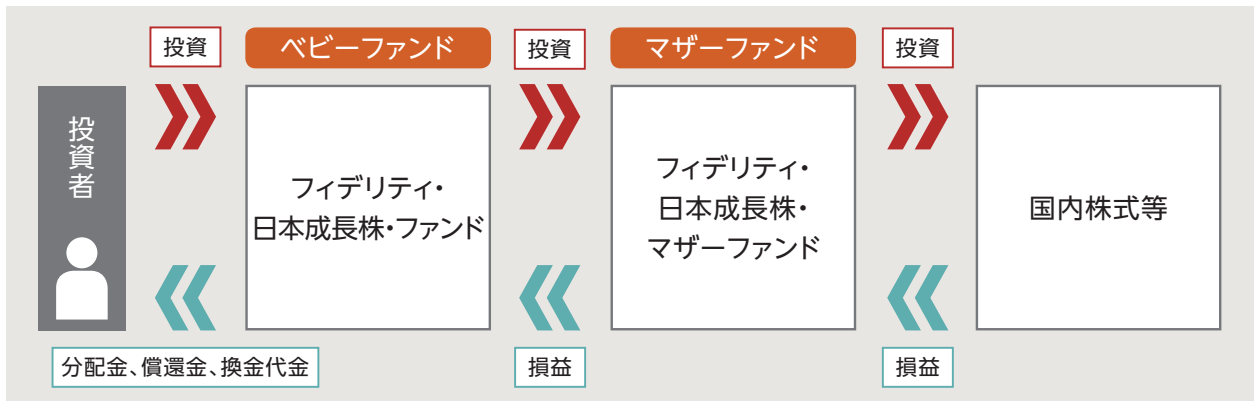 投資
ベビーファンド
投資
マザーファンド
投資
投資者
フィデリティ・
日本成長株・ファンド
フィデリティ・
日本成長株・
マザーファンド
国内株式等
分配金、償還金、換金代金
損益
損益